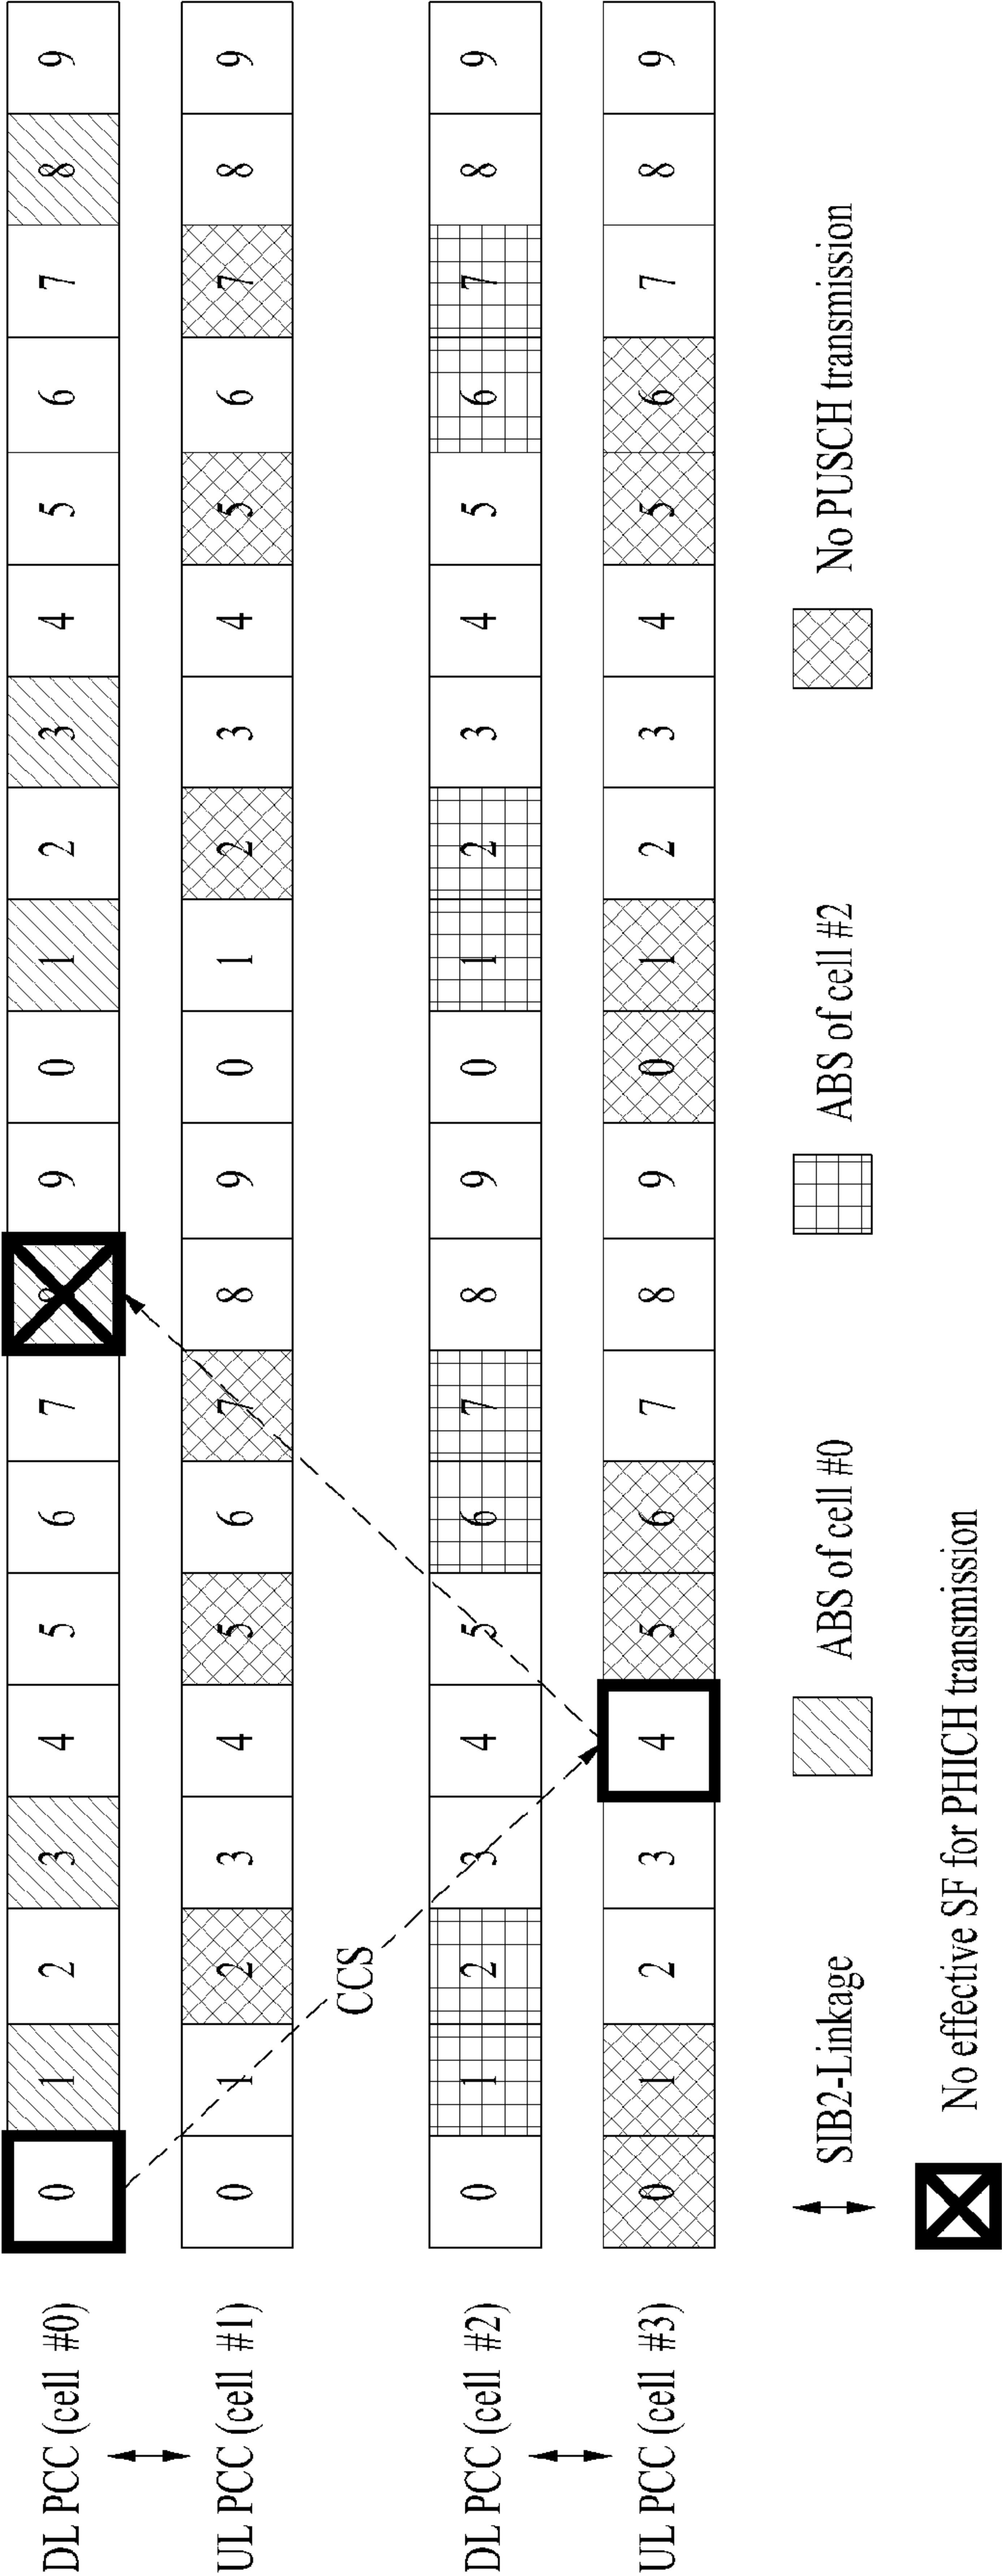 DL PCC (cell #0) 0 1 2 3 4 5 6 7 8 9 0 1 2 3 4 5 6 7 8 9
UL PCC (cell #1) 0 1 2 3 4 5 6 7 8 9 0 1 2 3 4 5 6 7 8 9
CCS
DL PCC (cell #2) 0 1 2 3 4 5 6 7 8 9 0 1 2 3 4 5 6 7 8 9
UL PCC (cell #3) 0 1 2 3 4 5 6 7 8 9 0 1 2 3 4 5 6 7 8 9
SIB2-Linkage ABS of cell #0 ABS of cell #2 No PUSCH transmission
No effective SF for PHICH transmission